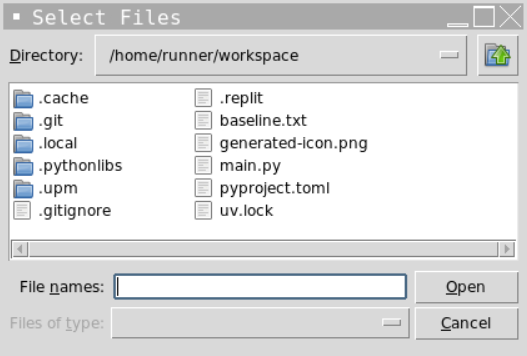 Select Files
Directory: /home/runner/workspace
.cache
.git
.local
.pythonlibs
.upm
.gitignore
.replit
baseline.txt
generated-icon.png
main.py
pyproject.toml
uv.lock
File names:
Open
Files of type:
Cancel